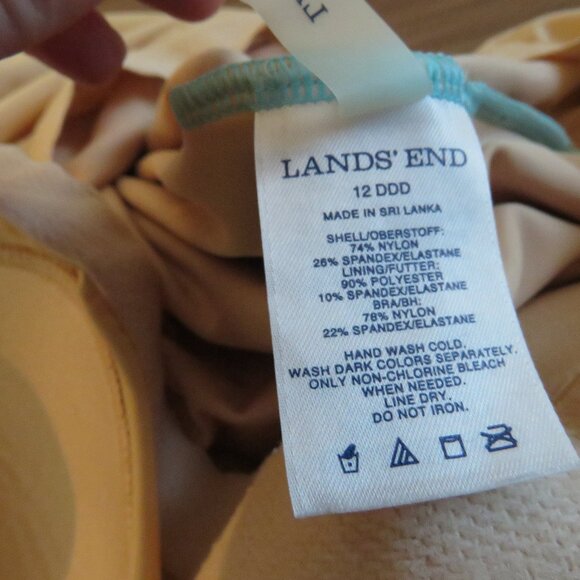 LANDS' END
12 DDD
MADE IN SRI LANKA
SHELL/OBERSTOFF:
74% NYLON
26% SPANDEX/ELASTANE
LINING/FUTTER:
90% POLYESTER
10% SPANDEX/ELASTANE
BRA/BH:
78% NYLON
22% SPANDEX/ELASTANE
HAND WASH COLD.
WASH DARK COLORS SEPARATELY.
ONLY NON-CHLORINE BLEACH
WHEN NEEDED.
LINE DRY.
DO NOT IRON.